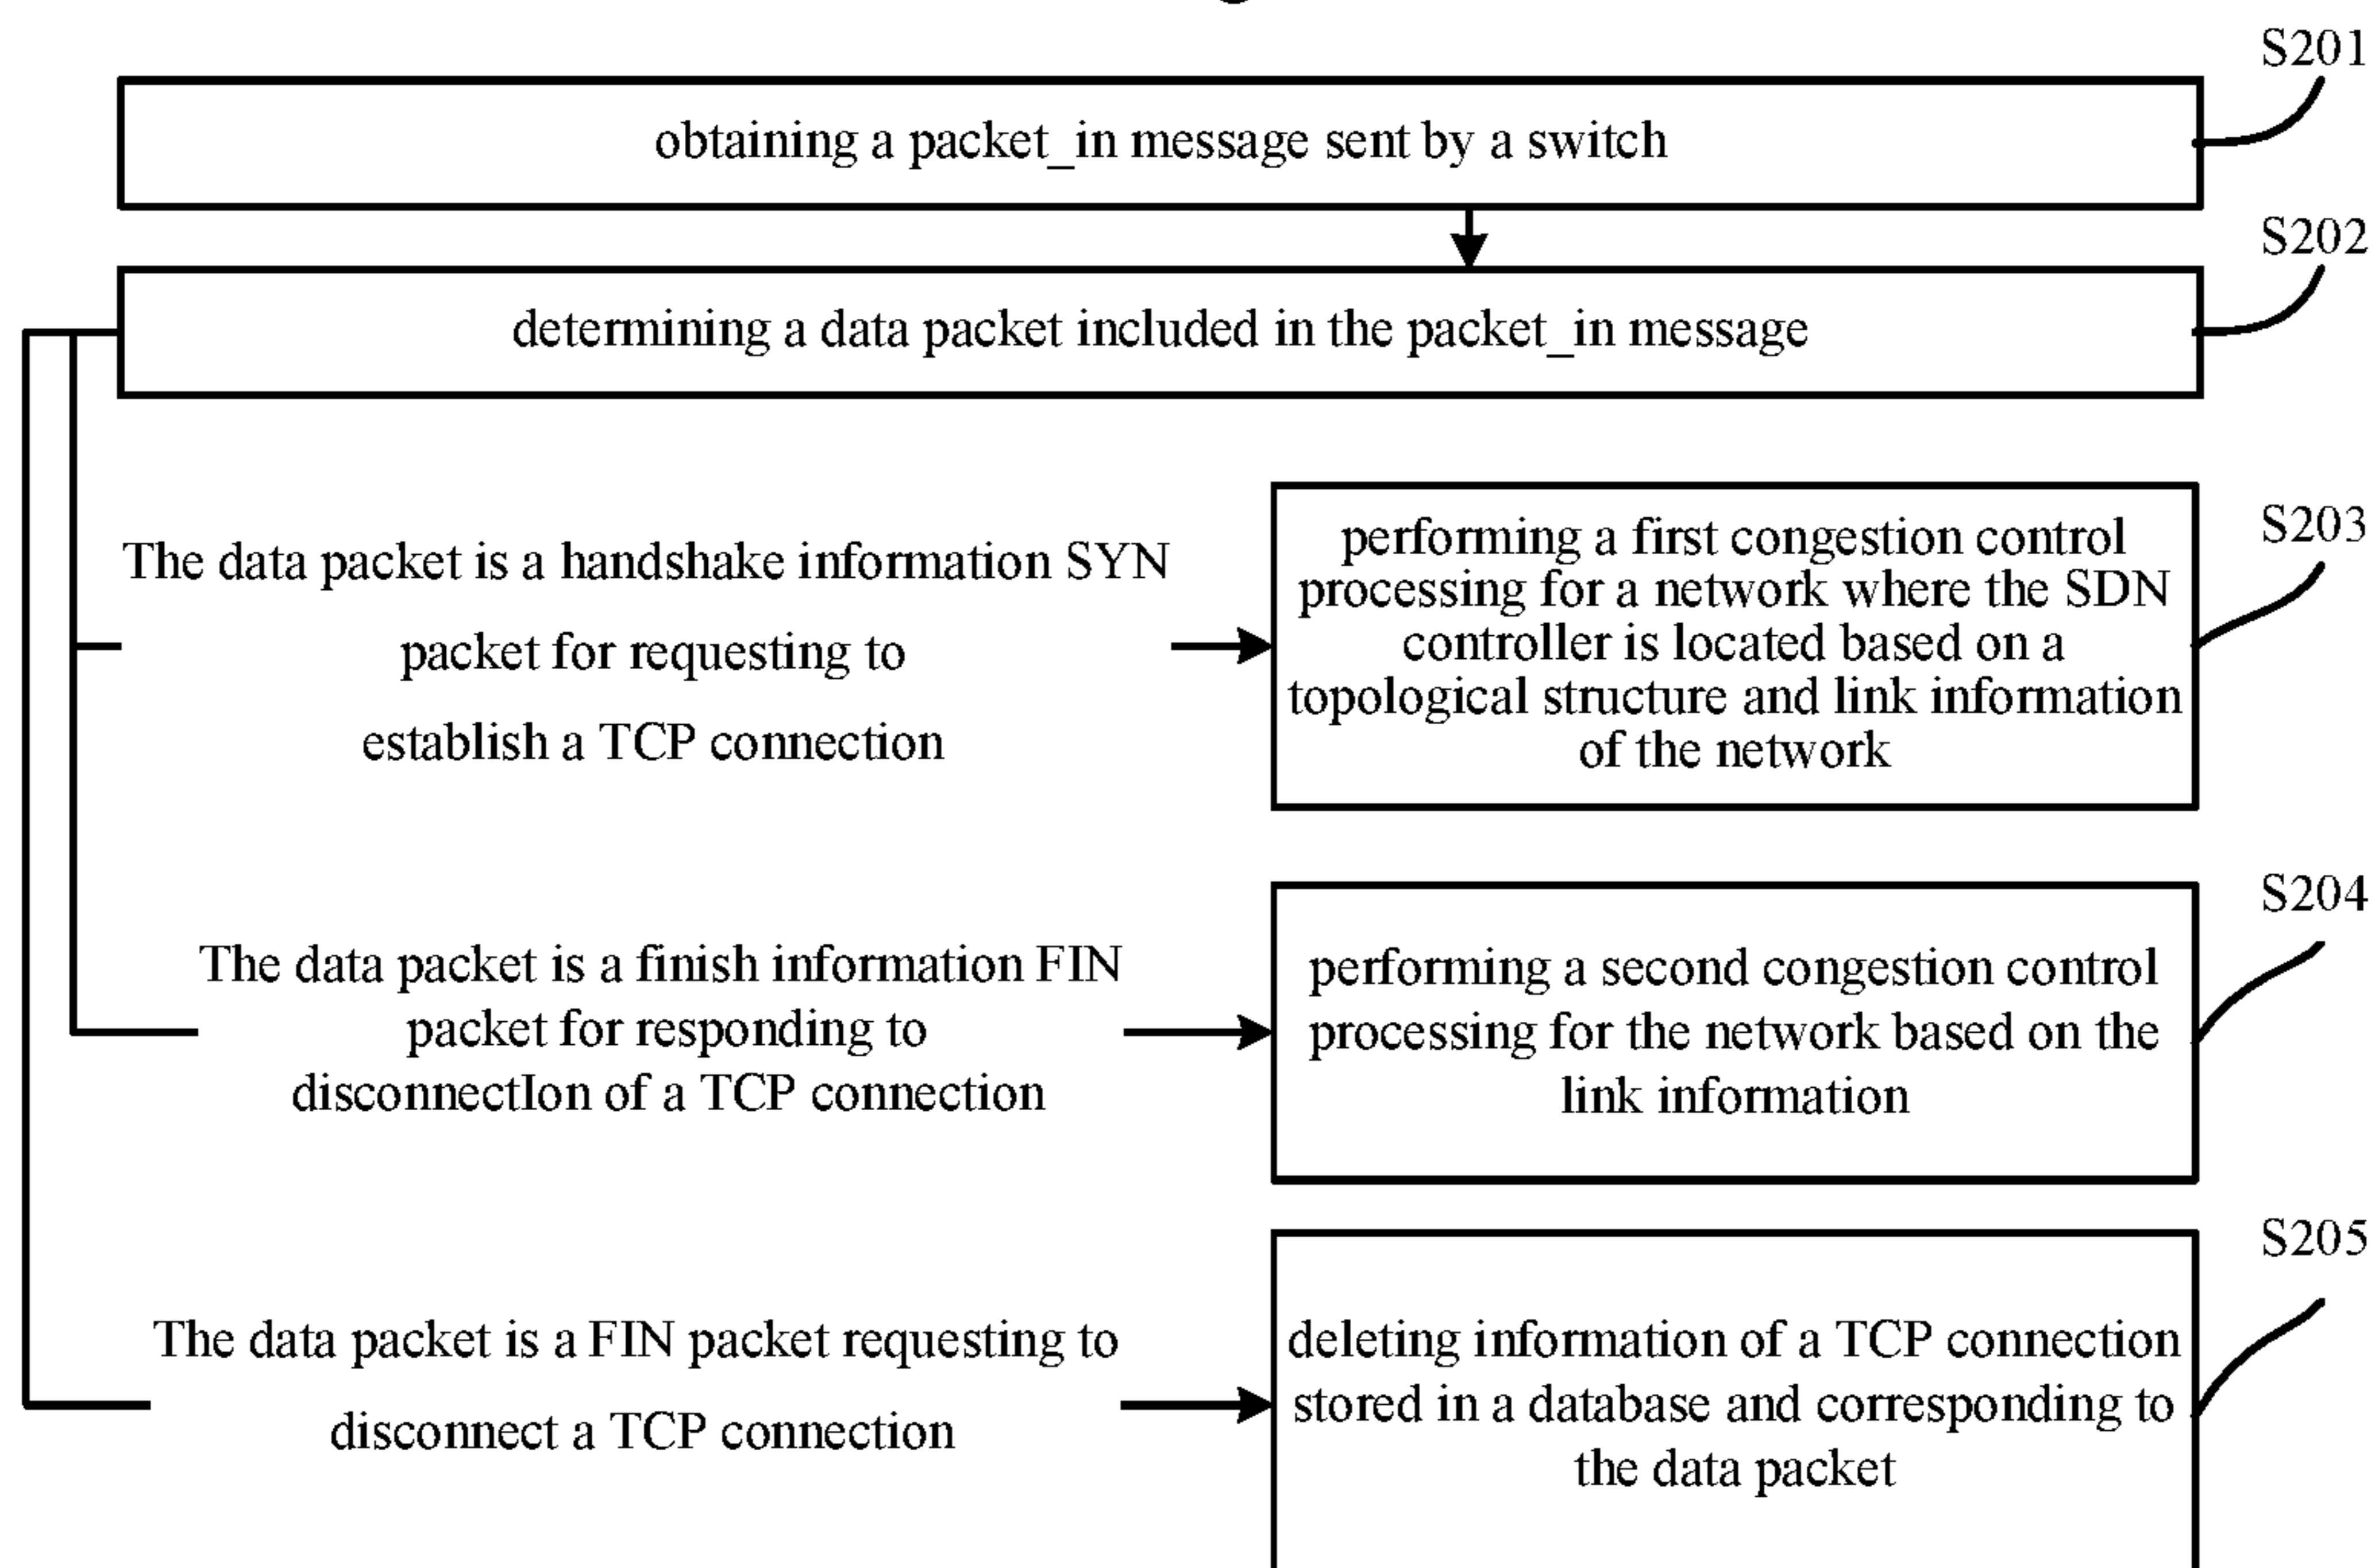 S201
obtaining a packet_in message sent by a switch
S202
determining a data packet included in the packet_in message
The data packet is a handshake information SYN
packet for requesting to
establish a TCP connection
performing a first congestion control
processing for a network where the SDN
controller is located based on a
topological structure and link information
of the network
S203
The data packet is a finish information FIN
packet for responding to
disconnectIon of a TCP connection
performing a second congestion control
processing for the network based on the
link information
S204
The data packet is a FIN packet requesting to
disconnect a TCP connection
deleting information of a TCP connection
stored in a database and corresponding to
the data packet
S205